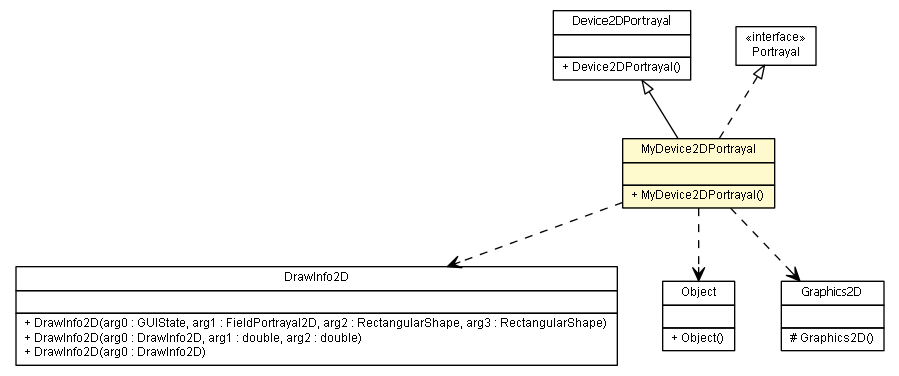 Device2DPortrayal
+ Device2DPortrayal()
«interface»
Portrayal
MyDevice2DPortrayal
+ MyDevice2DPortrayal()
DrawInfo2D
+ DrawInfo2D(arg0 : GUIState, arg1 : FieldPortrayal2D, arg2 : RectangularShape, arg3 : RectangularShape)
+ DrawInfo2D(arg0 : DrawInfo2D, arg1 : double, arg2 : double)
+ DrawInfo2D(arg0 : DrawInfo2D)
Object
+ Object()
Graphics2D
# Graphics2D()